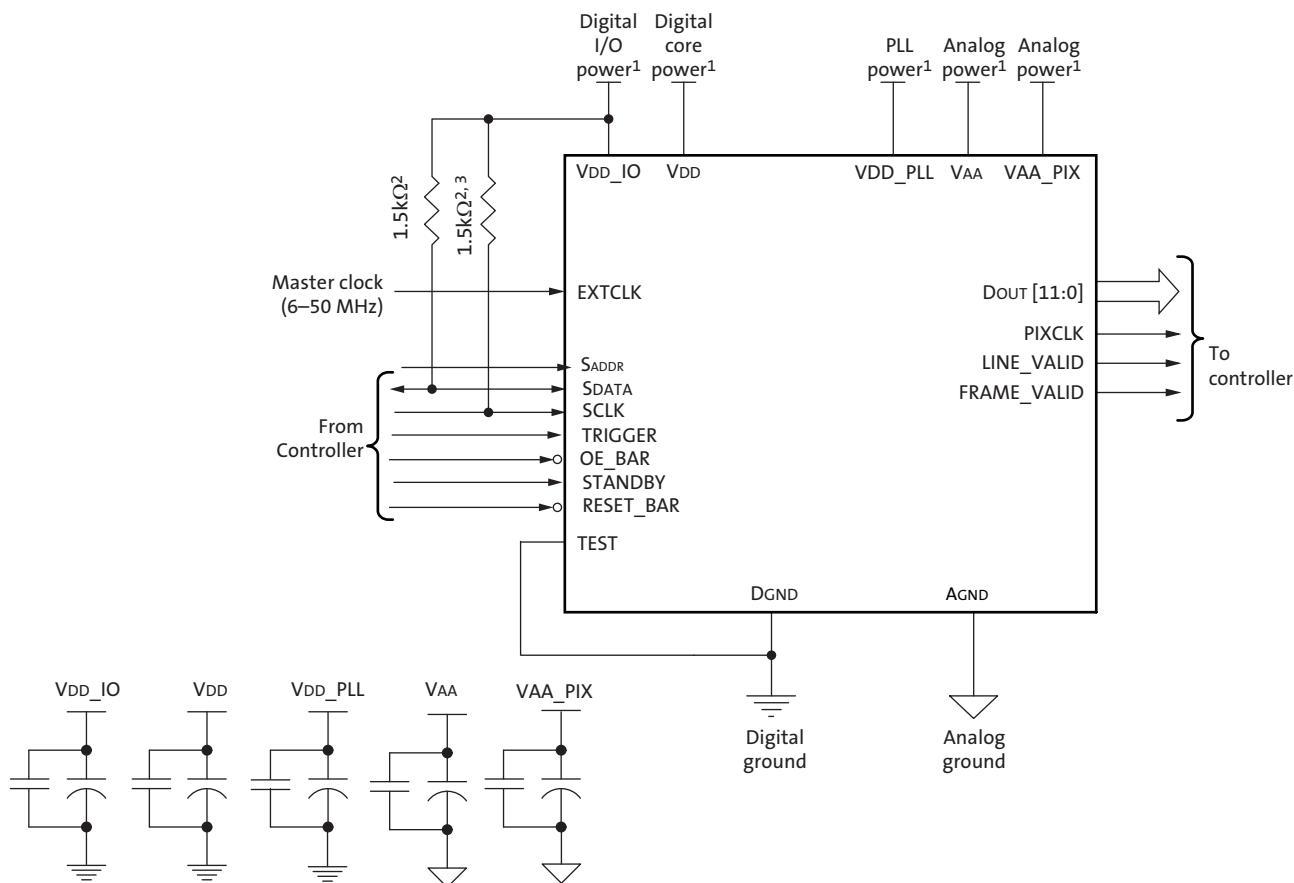 Digital
I/O
power1
Digital
core
power1
PLL
power1
Analog
power1
Analog
power1
VDD_IO
VDD
VDD_PLL
VAA
VAA_PIX
1.5kΩ2
1.5kΩ2, 3
Master clock
(6–50 MHz)
EXTCLK
DOUT [11:0]
PIXCLK
LINE_VALID
FRAME_VALID
To
controller
SADDR
SDATA
SCLK
TRIGGER
OE_BAR
STANDBY
RESET_BAR
TEST
From
Controller
DGND
AGND
Digital
ground
Analog
ground
VDD_IO
VDD
VDD_PLL
VAA
VAA_PIX